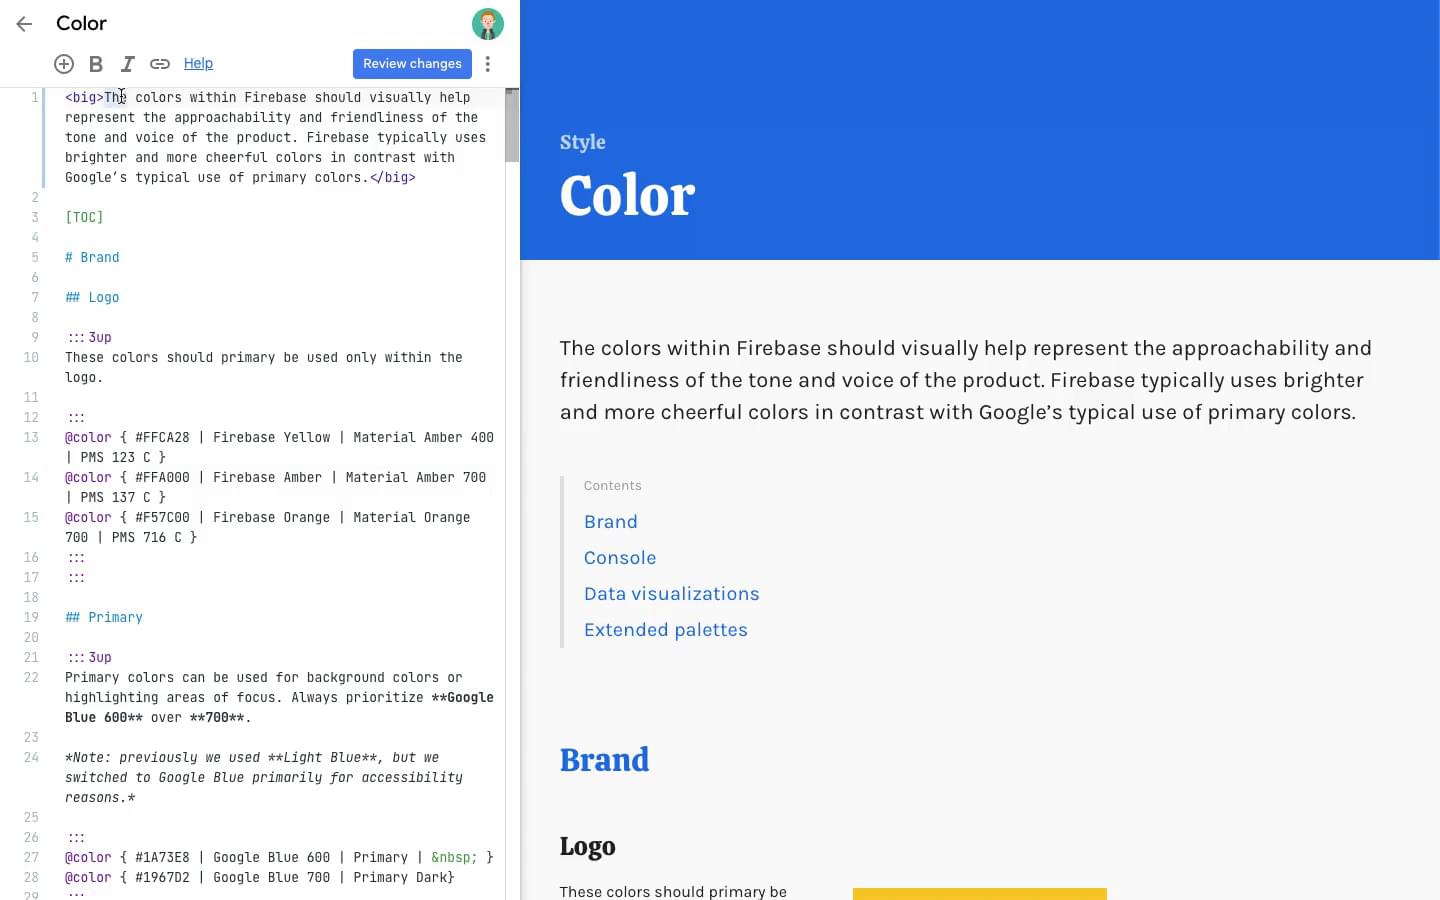 Color
Help
Review changes
1
<big>The colors within Firebase should visually help
represent the approachability and friendliness of the
tone and voice of the product. Firebase typically uses
brighter and more cheerful colors in contrast with
Google’s typical use of primary colors.</big>
2
3 [TOC]
4
5 # Brand
6
7 ## Logo
8
9 :::3up
10 These colors should primary be used only within the
logo.
11
12 :::
13 @color { #FFCA28 | Firebase Yellow | Material Amber 400
| PMS 123 C }
14 @color { #FFA000 | Firebase Amber | Material Amber 700
| PMS 137 C }
15 @color { #F57C00 | Firebase Orange | Material Orange
700 | PMS 716 C }
16 :::
17 :::
18
19 ## Primary
20
21 :::3up
22 Primary colors can be used for background colors or
highlighting areas of focus. Always prioritize **Google
Blue 600** over **700**.
23
24 *Note: previously we used **Light Blue**, but we
switched to Google Blue primarily for accessibility
reasons.*
25
26 :::
27 @color { #1A73E8 | Google Blue 600 | Primary | &nbsp; }
28 @color { #1967D2 | Google Blue 700 | Primary Dark}
29 :::
Style
Color
The colors within Firebase should visually help represent the approachability and
friendliness of the tone and voice of the product. Firebase typically uses brighter
and more cheerful colors in contrast with Google’s typical use of primary colors.
Contents
Brand
Console
Data visualizations
Extended palettes
Brand
Logo
These colors should primary be